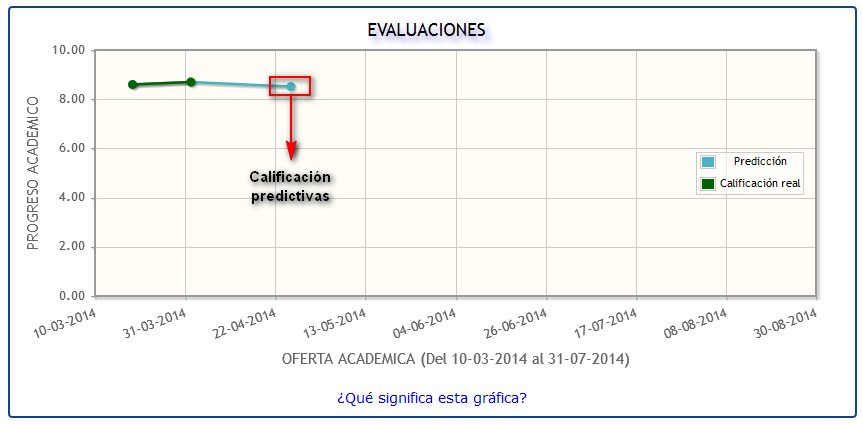 EVALUACIONES
10.00
8.00
6.00
4.00
2.00
0.00
PROGRESO ACADEMICO
Calificación
predictivas
Predicción
Calificación real
10-03-2014
31-03-2014
22-04-2014
13-05-2014
04-06-2014
26-06-2014
17-07-2014
08-08-2014
30-08-2014
OFERTA ACADEMICA (Del 10-03-2014 al 31-07-2014)
¿Qué significa esta gráfica?